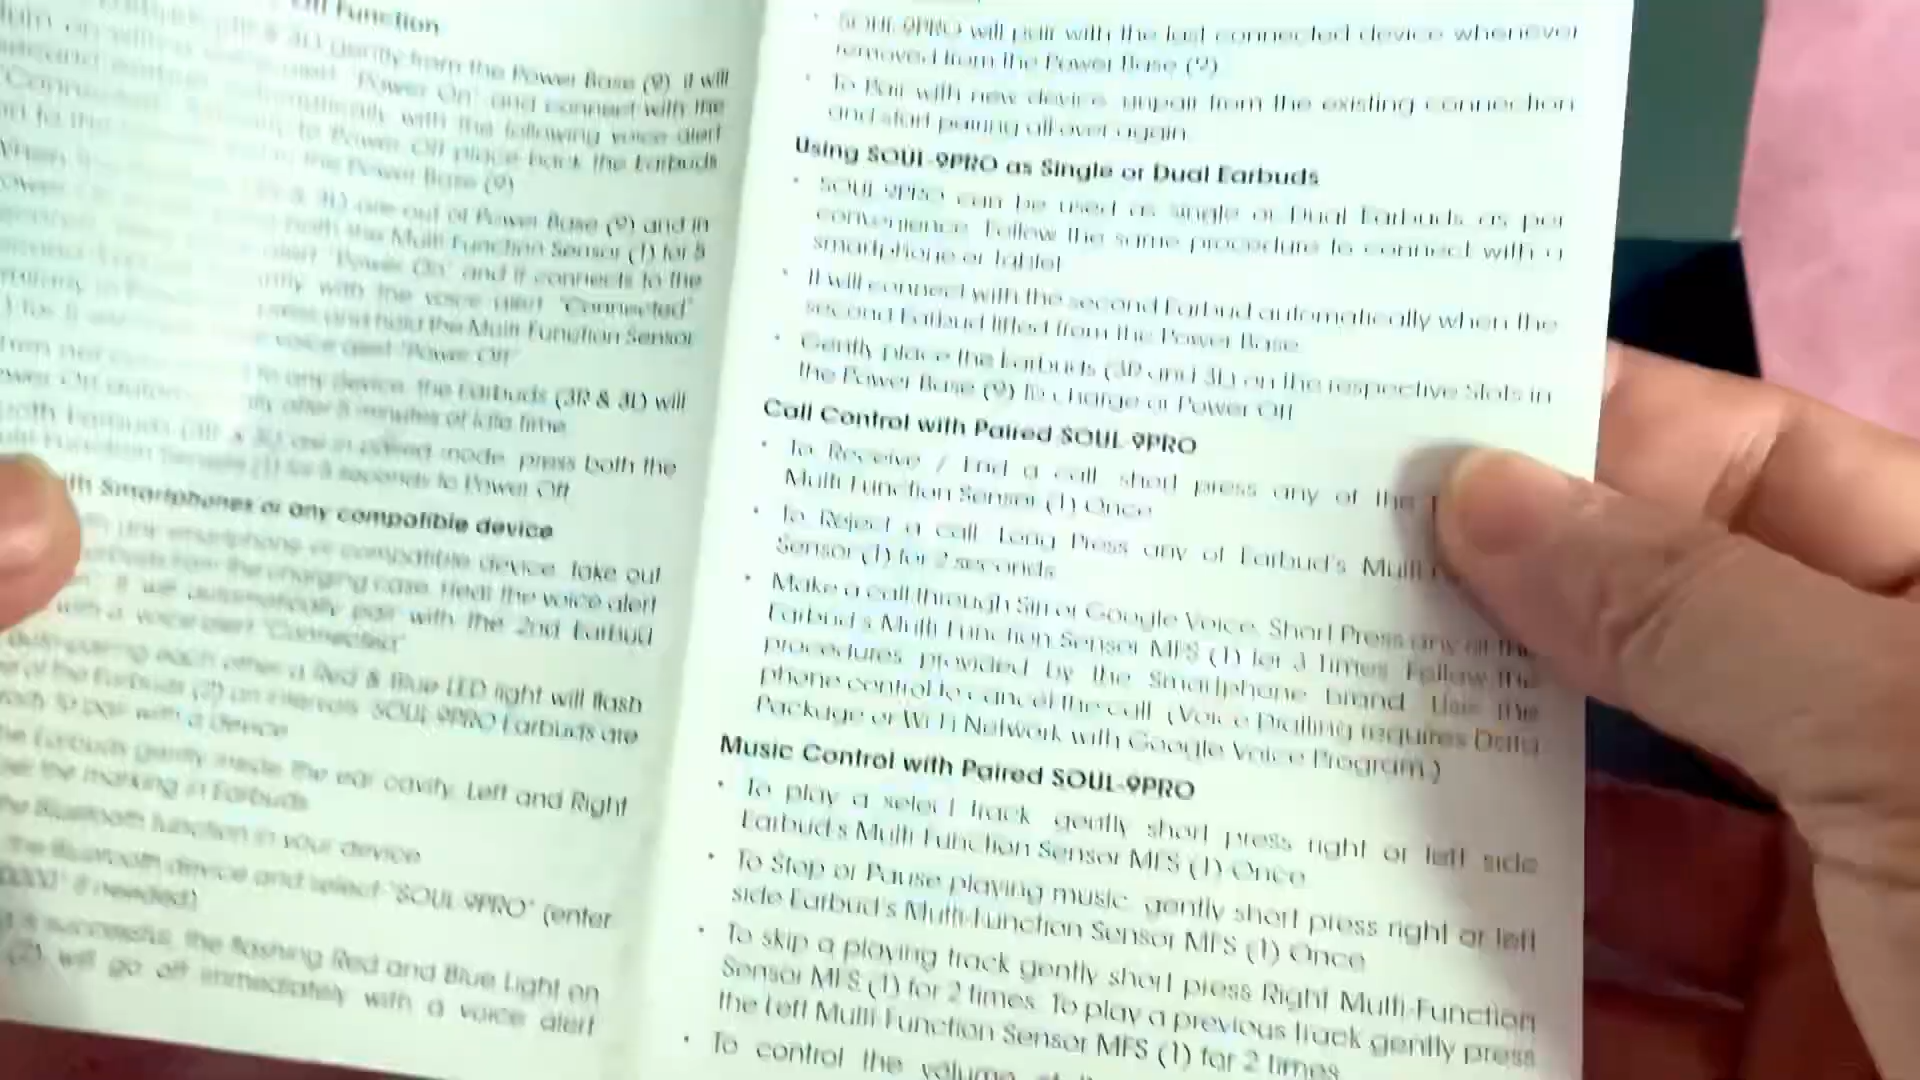 Function
gently from the Power Base (9) it will
"Power On" and connect with the
automatically with the following voice alert
to Power Off place back the Earbuds
the Power Base (9)
& 3L) are out of Power Base (9) and in
both the Multi Function Sensor (1) for 5
alert "Power On" and it connects to the
with the voice alert "Connected"
press and hold the Multi Function Sensor
voice alert "Power Off"
to any device, the Earbuds (3R & 3L) will
after 5 minutes of idle time
are in paired mode, press both the
for 5 seconds to Power Off
Smartphones or any compatible device
smartphone or compatible device, take out
from the charging case. Hear the voice alert
it will automatically pair with the 2nd Earbud
with a voice alert "Connected"
pairing each other a Red & Blue LED light will flash
of the Earbuds (2) on intervals. SOUL-9PRO Earbuds are
ready to pair with a device
Earbuds gently inside the ear cavity. Left and Right
the marking in Earbuds
Bluetooth function in your device
the Bluetooth device and select "SOUL-9PRO" (enter
if needed)
is successful, the flashing Red and Blue Light on
(2) will go off immediately with a voice alert
SOUL-9PRO will pair with the last connected device whenever
removed from the Power Base (9)
• To Pair with new device, unpair from the existing connection
and start pairing all over again.
Using SOUL-9PRO as Single or Dual Earbuds
• SOUL-9PRO can be used as single or Dual Earbuds as per
convenience. Follow the same procedure to connect with a
smartphone or tablet
• It will connect with the second Earbud automatically when the
second Earbud lifted from the Power Base.
• Gently place the Earbuds (3R and 3L) on the respective Slots in
the Power Base (9) to charge or Power Off
Call Control with Paired SOUL-9PRO
• To Receive / End a call, short press any of the
Multi Function Sensor (1) Once
• To Reject a call, Long Press any of Earbud's Multi
Sensor (1) for 2 seconds
• Make a call through Siri or Google Voice, Short Press any of the
Earbud's Multi Function Sensor MFS (1) for 3 times. Follow the
procedures provided by the Smartphone brand. Use the
phone control to cancel the call. (Voice Dialling requires Data
Package or Wi Fi Network with Google Voice Program.)
Music Control with Paired SOUL-9PRO
• To play a select track, gently short press right or left side
Earbud's Multi Function Sensor MFS (1) Once
• To Stop or Pause playing music, gently short press right or left
side Earbud's Multi-Function Sensor MFS (1) Once
• To skip a playing track gently short press Right Multi-Function
Sensor MFS (1) for 2 times. To play a previous track gently press
the Left Multi Function Sensor MFS (1) for 2 times
• To control the volume